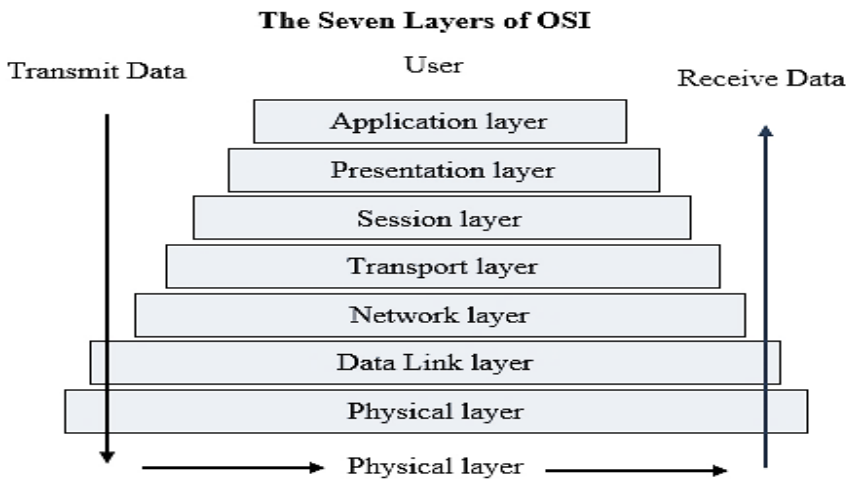 The Seven Layers of OSI
Transmit Data
User
Receive Data
Application layer
Presentation layer
Session layer
Transport layer
Network layer
Data Link layer
Physical layer
Physical layer